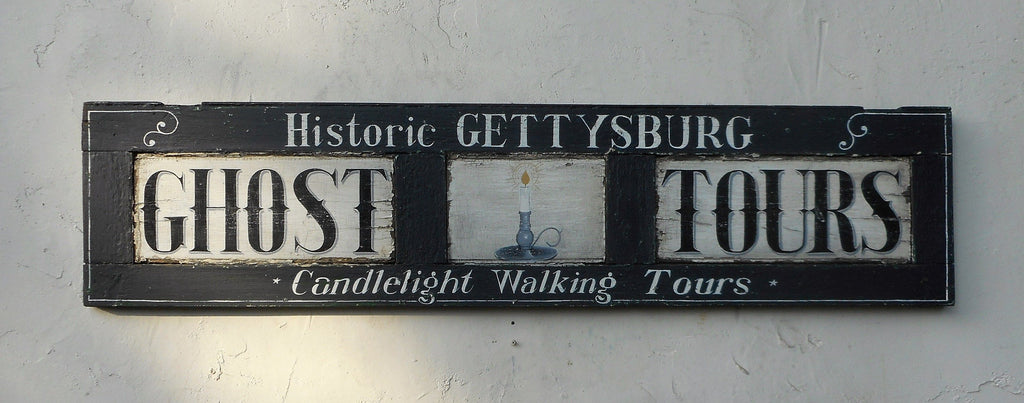 Historic GETTYSBURG
GHOST TOURS
* Candlelight Walking Tours *